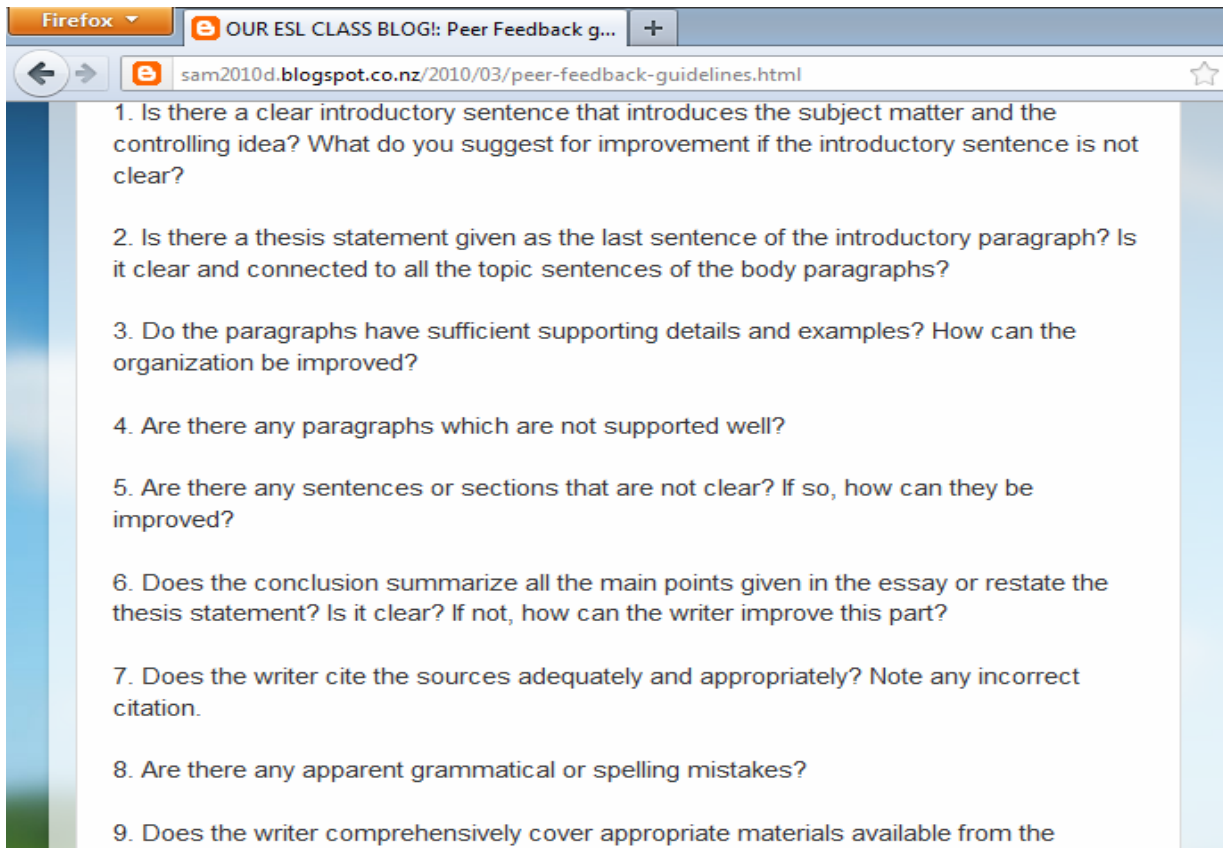 Firefox
OUR ESL CLASS BLOG!: Peer Feedback g...
sam2010d.blogspot.co.nz/2010/03/peer-feedback-guidelines.html
1. Is there a clear introductory sentence that introduces the subject matter and the
controlling idea? What do you suggest for improvement if the introductory sentence is not
clear?
2. Is there a thesis statement given as the last sentence of the introductory paragraph? Is
it clear and connected to all the topic sentences of the body paragraphs?
3. Do the paragraphs have sufficient supporting details and examples? How can the
organization be improved?
4. Are there any paragraphs which are not supported well?
5. Are there any sentences or sections that are not clear? If so, how can they be
improved?
6. Does the conclusion summarize all the main points given in the essay or restate the
thesis statement? Is it clear? If not, how can the writer improve this part?
7. Does the writer cite the sources adequately and appropriately? Note any incorrect
citation.
8. Are there any apparent grammatical or spelling mistakes?
9. Does the writer comprehensively cover appropriate materials available from the